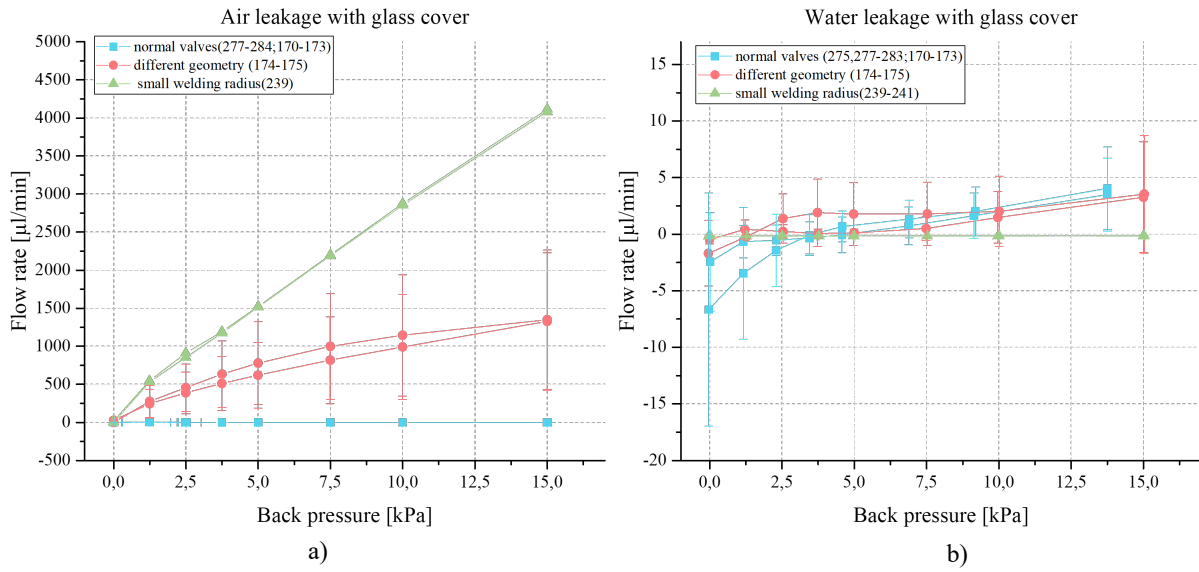 Air leakage with glass cover
normal valves(277-284;170-173)
different geometry (174-175)
small welding radius(239)
5000
4500
4000
3500
3000
2500
2000
1500
1000
500
0
-500
Flow rate [µl/min]
0,0 2,5 5,0 7,5 10,0 12,5 15,0
Back pressure [kPa]
a)
Water leakage with glass cover
normal valves (275,277-283;170-173)
different geometry (174-175)
small welding radius(239-241)
15
10
5
0
-5
-10
-15
-20
Flow rate [µl/min]
0,0 2,5 5,0 7,5 10,0 12,5 15,0
Back pressure [kPa]
b)